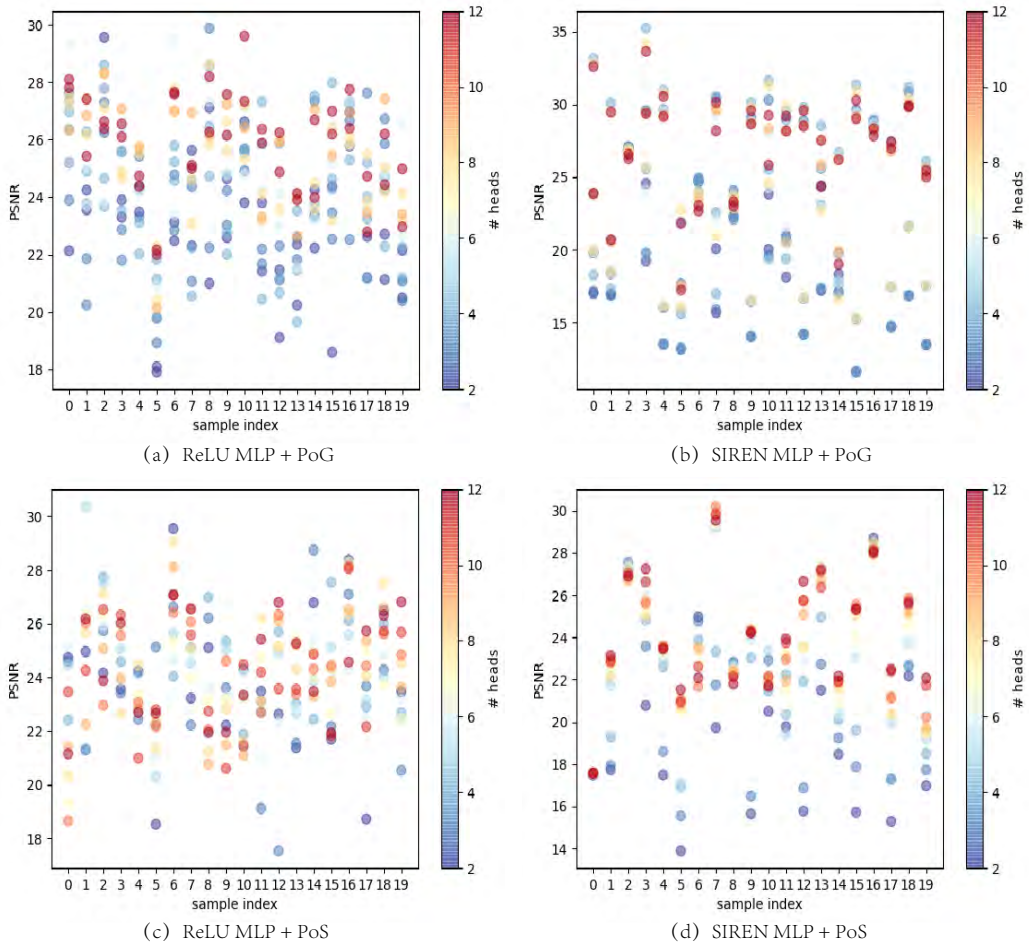 30
28
26
24
22
20
18
PSNR
0 1 2 3 4 5 6 7 8 9 10 11 12 13 14 15 16 17 18 19
sample index
12
10
8
6
4
2
# heads
(a) ReLU MLP + PoG
35
30
25
20
15
PSNR
0 1 2 3 4 5 6 7 8 9 10 11 12 13 14 15 16 17 18 19
sample index
12
10
8
6
4
2
# heads
(b) SIREN MLP + PoG
30
28
26
24
22
20
18
PSNR
0 1 2 3 4 5 6 7 8 9 10 11 12 13 14 15 16 17 18 19
sample index
12
10
8
6
4
2
# heads
(c) ReLU MLP + PoS
30
28
26
24
22
20
18
16
14
PSNR
0 1 2 3 4 5 6 7 8 9 10 11 12 13 14 15 16 17 18 19
sample index
12
10
8
6
4
2
# heads
(d) SIREN MLP + PoS